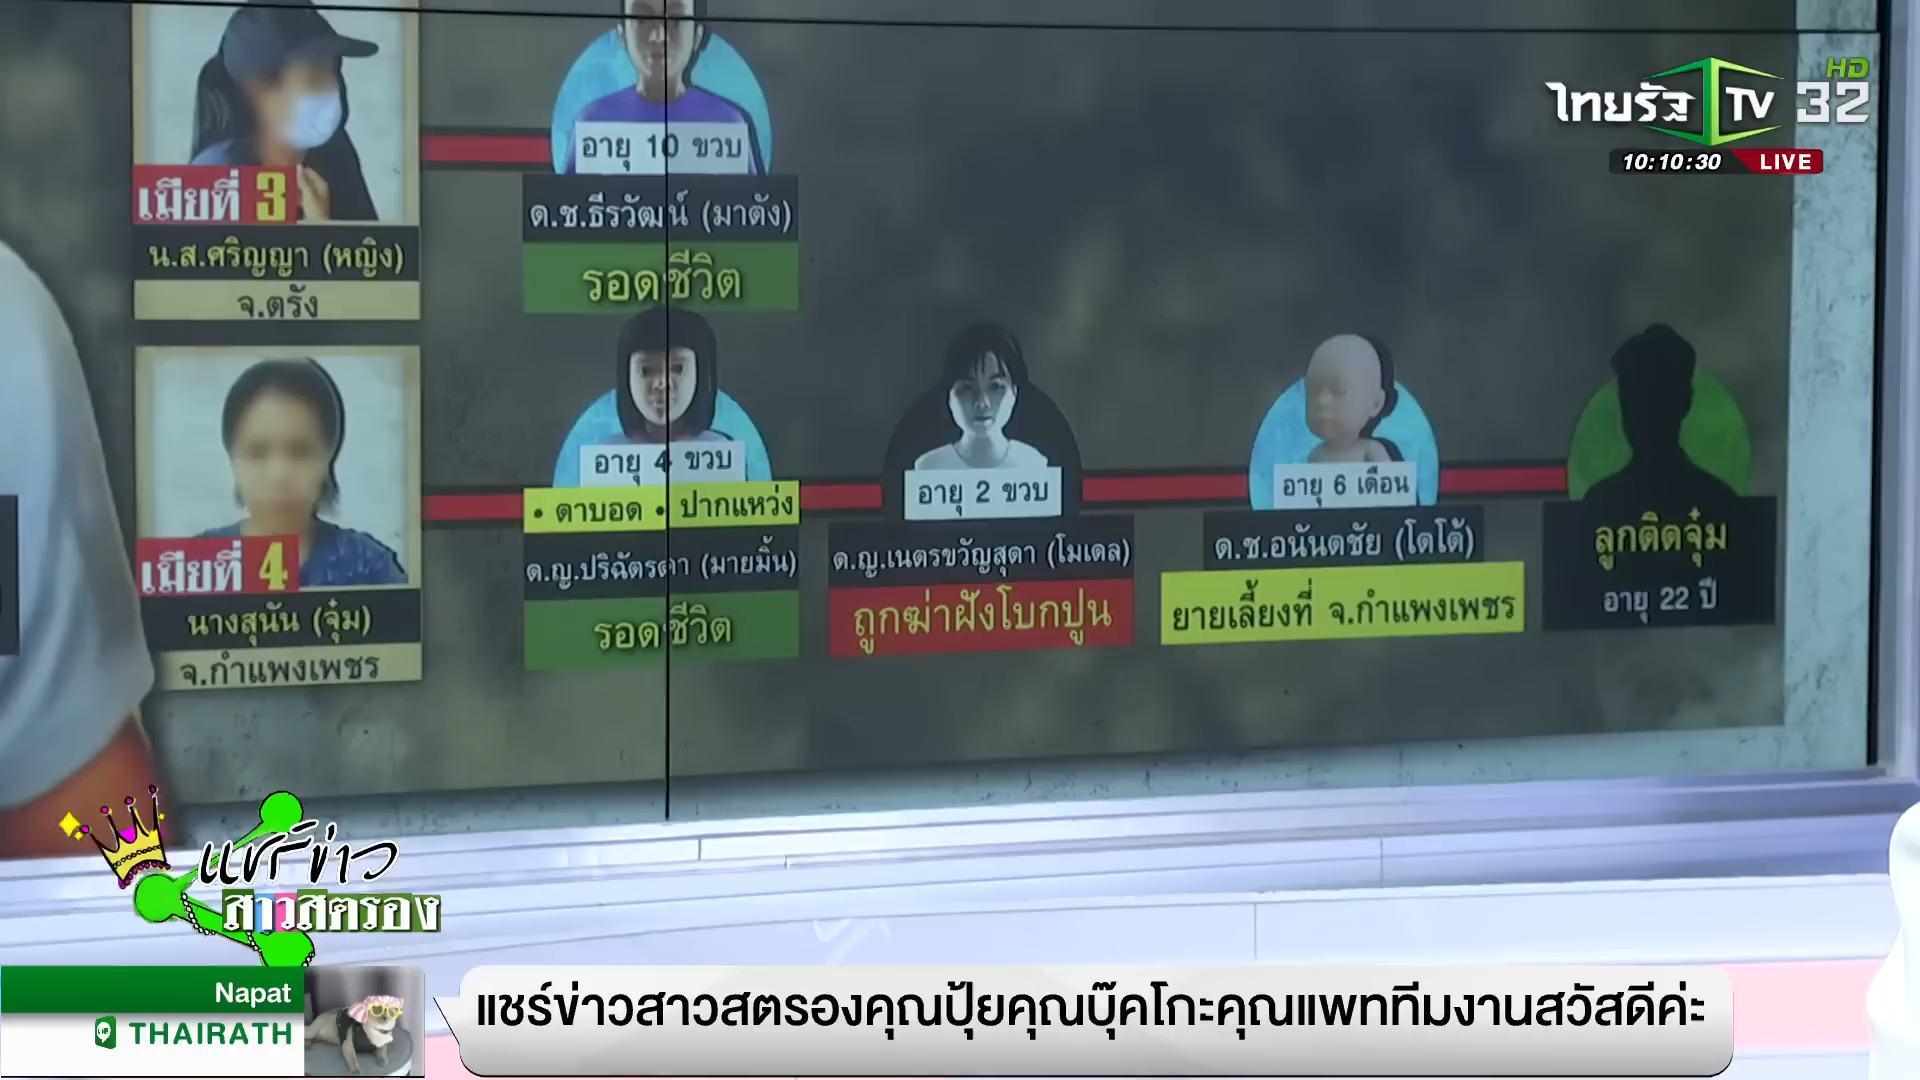 HD
ไทยรัฐ TV 32
10:10:30 LIVE
อายุ 10 ขวบ
เมียที่ 3
ด.ช.ธีรวัฒน์ (มาตัง)
น.ส.ศริญญา (หญิง)
รอดชีวิต
จ.ตรัง
อายุ 4 ขวบ
• ตาบอด • ปากแหว่ง
อายุ 2 ขวบ
อายุ 6 เดือน
เมียที่ 4
ด.ญ.ปริฉัตรดา (มายมิ้น)
ด.ญ.เนตรขวัญสุดา (โมเดล)
ด.ช.อนันตชัย (โตโต้)
ลูกติดจุ๋ม
นางสุนัน (จุ๋ม)
รอดชีวิต
ถูกฆ่าฝังโบกปูน
ยายเลี้ยงที่ จ.กำแพงเพชร
อายุ 22 ปี
จ.กำแพงเพชร
แชร์ข่าว
สาวสตรอง
Napat
THAIRATH
แชร์ข่าวสาวสตรองคุณปุ้ยคุณบุ๊คโกะคุณแพททีมงานสวัสดีค่ะ